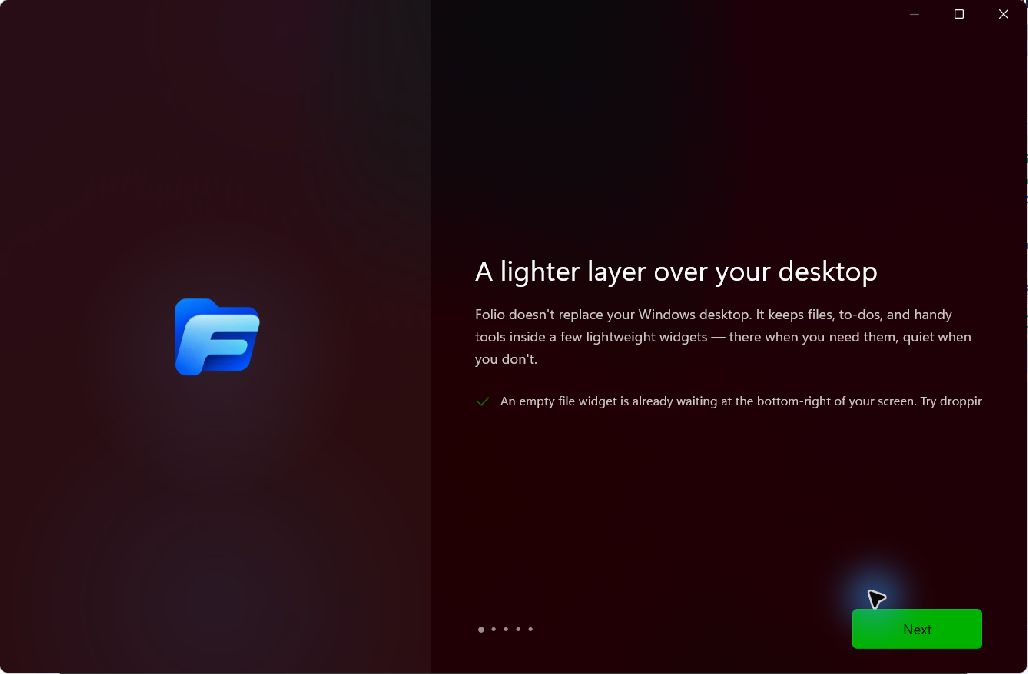 A lighter layer over your desktop
Folio doesn't replace your Windows desktop. It keeps files, to-dos, and handy
tools inside a few lightweight widgets — there when you need them, quiet when
you don't.
An empty file widget is already waiting at the bottom-right of your screen. Try droppin
Next